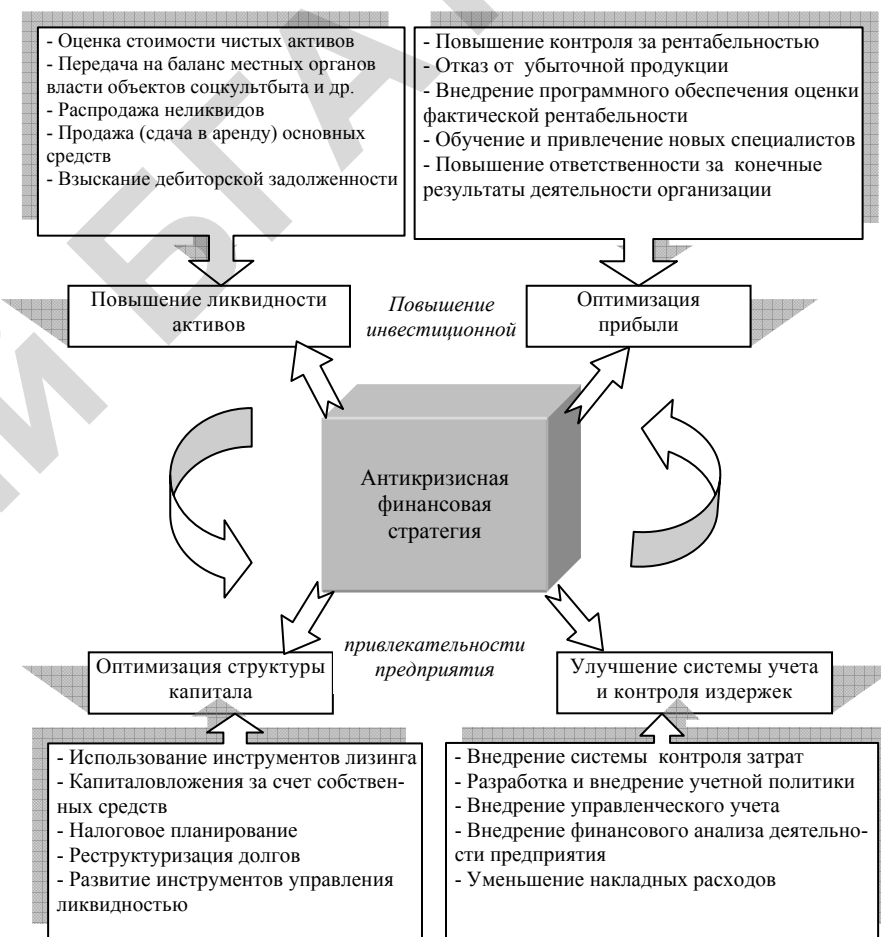 - Оценка стоимости чистых активов
- Передача на баланс местных органов
власти объектов соцкультбыта и др.
- Распродажа неликвидов
- Продажа (сдача в аренду) основных
средств
- Взыскание дебиторской задолженности
- Повышение контроля за рентабельностью
- Отказ от убыточной продукции
- Внедрение программного обеспечения оценки
фактической рентабельности
- Обучение и привлечение новых специалистов
- Повышение ответственности за конечные
результаты деятельности организации
Повышение ликвидности
активов
Повышение
инвестиционной
Оптимизация
прибыли
Антикризисная
финансовая
стратегия
привлекательности
предприятия
Оптимизация структуры
капитала
Улучшение системы учета
и контроля издержек
- Использование инструментов лизинга
- Капиталовложения за счет собствен-
ных средств
- Налоговое планирование
- Реструктуризация долгов
- Развитие инструментов управления
ликвидностью
- Внедрение системы контроля затрат
- Разработка и внедрение учетной политики
- Внедрение управленческого учета
- Внедрение финансового анализа деятельно-
сти предприятия
- Уменьшение накладных расходов